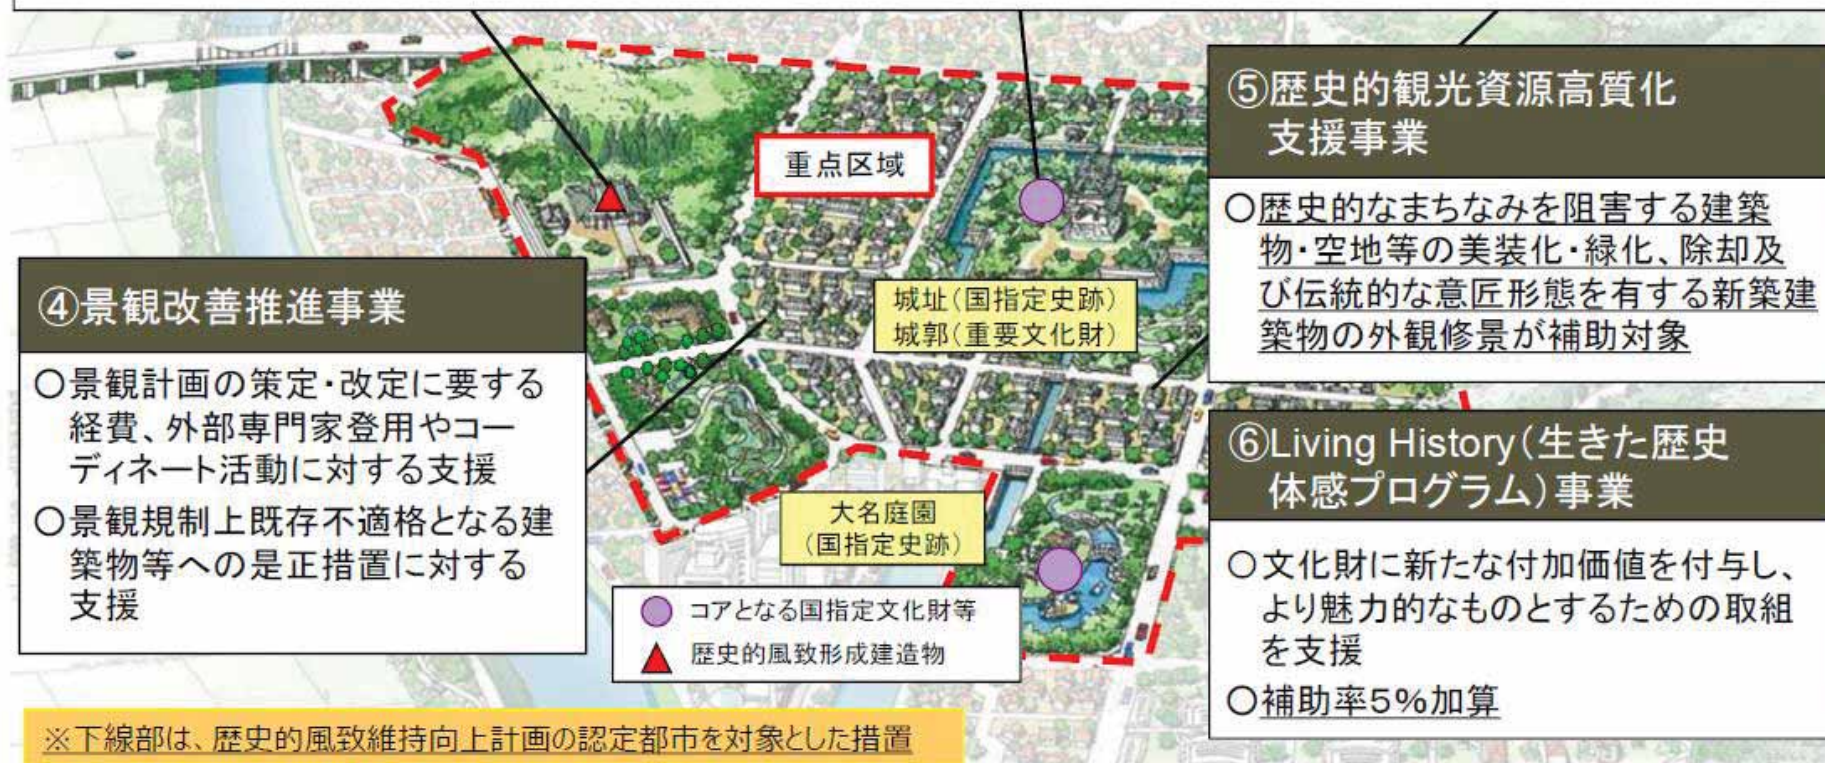 重点区域
城址（国指定史跡）
城郭（重要文化財）
大名庭園
（国指定史跡）
コアとなる国指定文化財等
歴史的風致形成建造物
④景観改善推進事業
○景観計画の策定・改定に要する
経費、外部専門家登用やコー
ディネート活動に対する支援
○景観規制上既存不適格となる建
築物等への是正措置に対する
支援
⑤歴史的観光資源高質化
支援事業
○歴史的なまちなみを阻害する建築
物・空地等の美装化・緑化、除却及
び伝統的な意匠形態を有する新築建
築物の外観修景が補助対象
⑥Living History（生きた歴史
体感プログラム）事業
○文化財に新たな付加価値を付与し、
より魅力的なものとするための取組
を支援
○補助率5％加算
※下線部は、歴史的風致維持向上計画の認定都市を対象とした措置